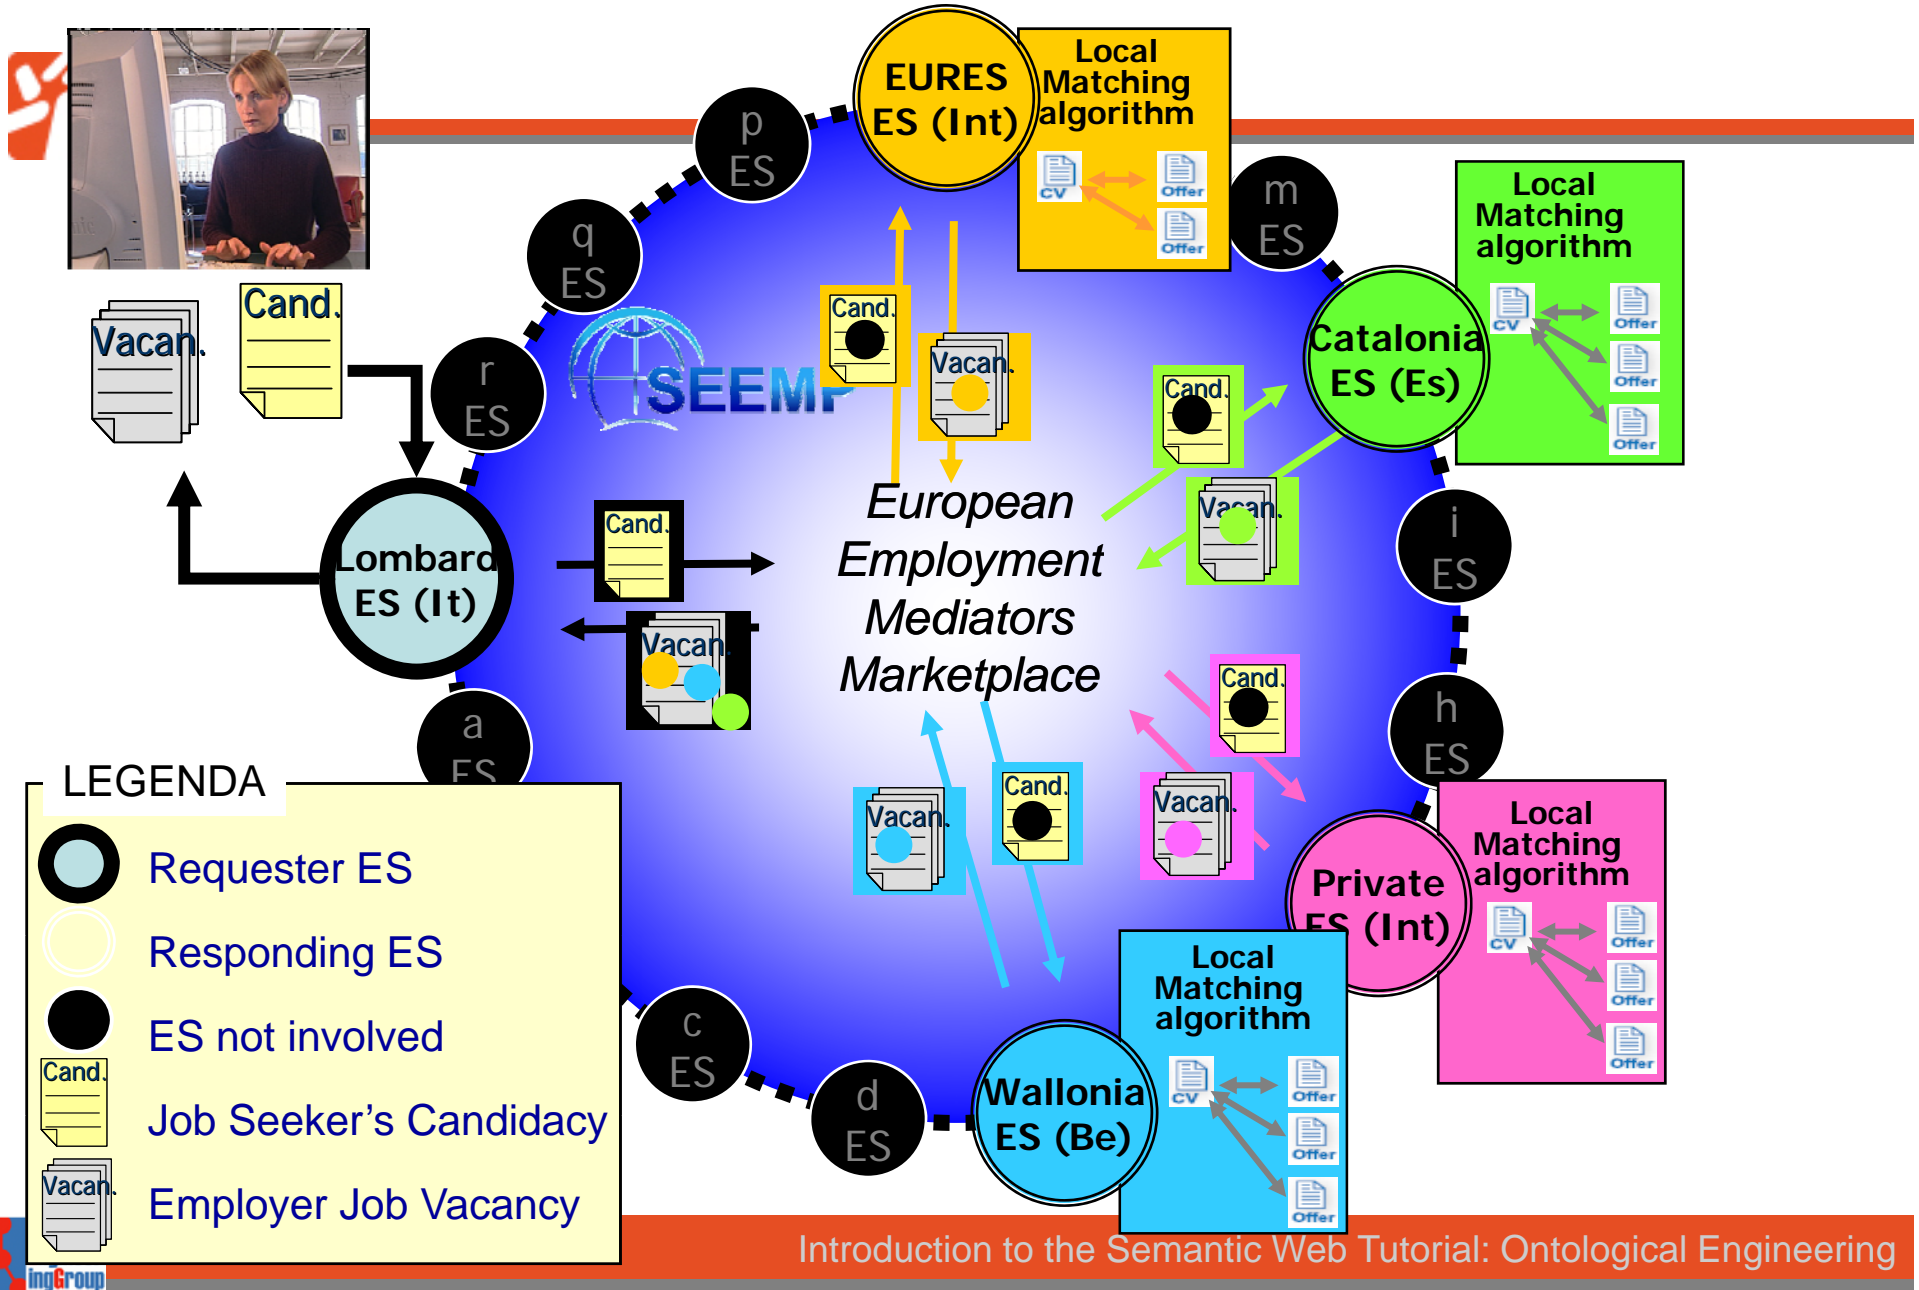 EURES
ES (Int)
Local
Matching
algorithm
CV
Offer
Offer
p
ES
m
ES
q
ES
r
ES
Vacan.
Cand.
SEEMP
Cand.
Vacan.
Catalonia
ES (Es)
Local
Matching
algorithm
CV
Offer
Offer
Offer
Cand.
Vacan.
Lombard
ES (It)
Cand.
Vacan.
European
Employment
Mediators
Marketplace
i
ES
h
ES
a
ES
Cand.
Vacan.
Vacan.
Cand.
Private
ES (Int)
Local
Matching
algorithm
CV
Offer
Offer
Offer
Wallonia
ES (Be)
Local
Matching
algorithm
CV
Offer
Offer
Offer
c
ES
d
ES
LEGENDA
Requester ES
Responding ES
ES not involved
Cand.
Job Seeker's Candidacy
Vacan.
Employer Job Vacancy
Introduction to the Semantic Web Tutorial: Ontological Engineering
ingGroup